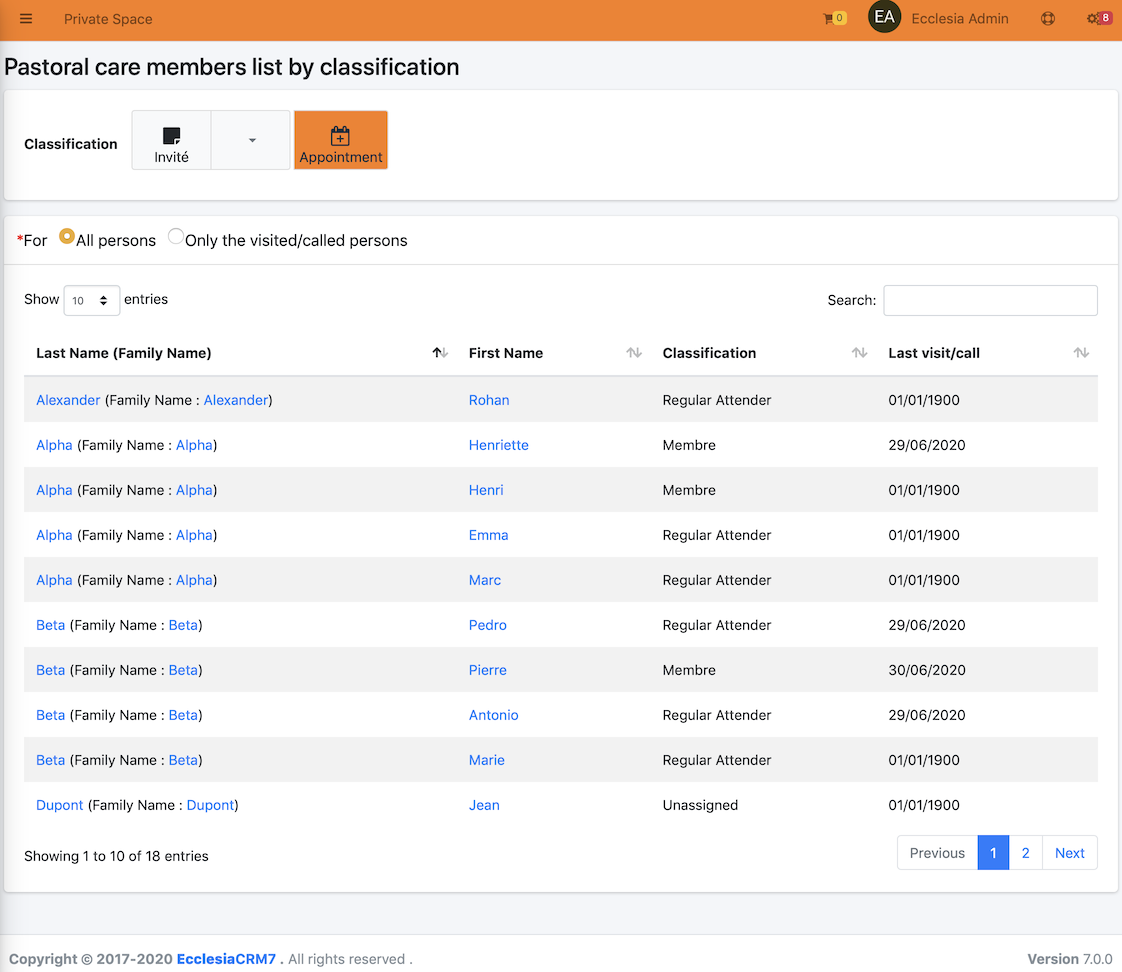 Private Space
0
EA
Ecclesia Admin
8
Pastoral care members list by classification
Classification
Invité
Appointment
*For All persons Only the visited/called persons
Show 10 entries
Search:
Last Name (Family Name) First Name Classification Last visit/call
Alexander (Family Name : Alexander) Rohan Regular Attender 01/01/1900
Alpha (Family Name : Alpha) Henriette Membre 29/06/2020
Alpha (Family Name : Alpha) Henri Membre 01/01/1900
Alpha (Family Name : Alpha) Emma Regular Attender 01/01/1900
Alpha (Family Name : Alpha) Marc Regular Attender 01/01/1900
Beta (Family Name : Beta) Pedro Regular Attender 29/06/2020
Beta (Family Name : Beta) Pierre Membre 30/06/2020
Beta (Family Name : Beta) Antonio Regular Attender 29/06/2020
Beta (Family Name : Beta) Marie Regular Attender 01/01/1900
Dupont (Family Name : Dupont) Jean Unassigned 01/01/1900
Showing 1 to 10 of 18 entries
Previous 1 2 Next
Copyright © 2017-2020 EcclesiaCRM7 . All rights reserved .
Version 7.0.0